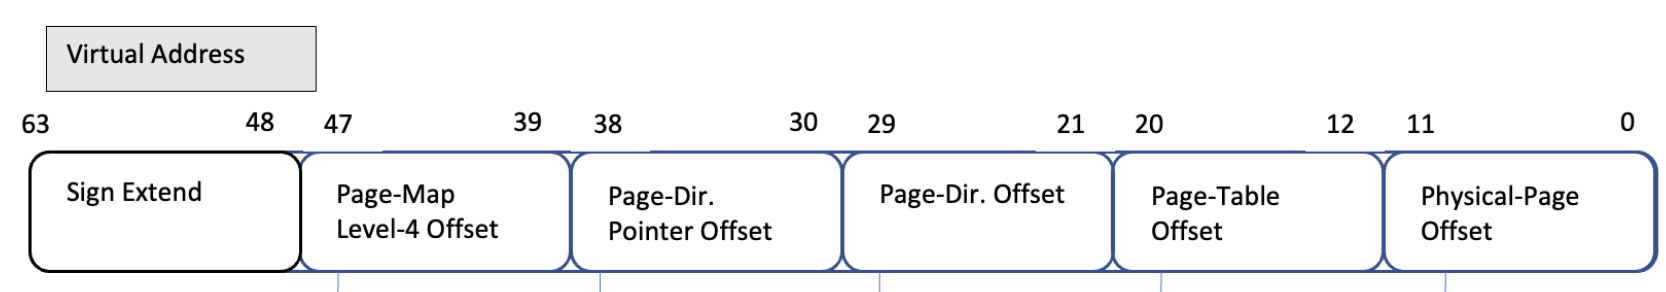 Virtual Address
63 48 47 39 38 30 29 21 20 12 11 0
Sign Extend
Page-Map
Level-4 Offset
Page-Dir.
Pointer Offset
Page-Dir. Offset
Page-Table
Offset
Physical-Page
Offset